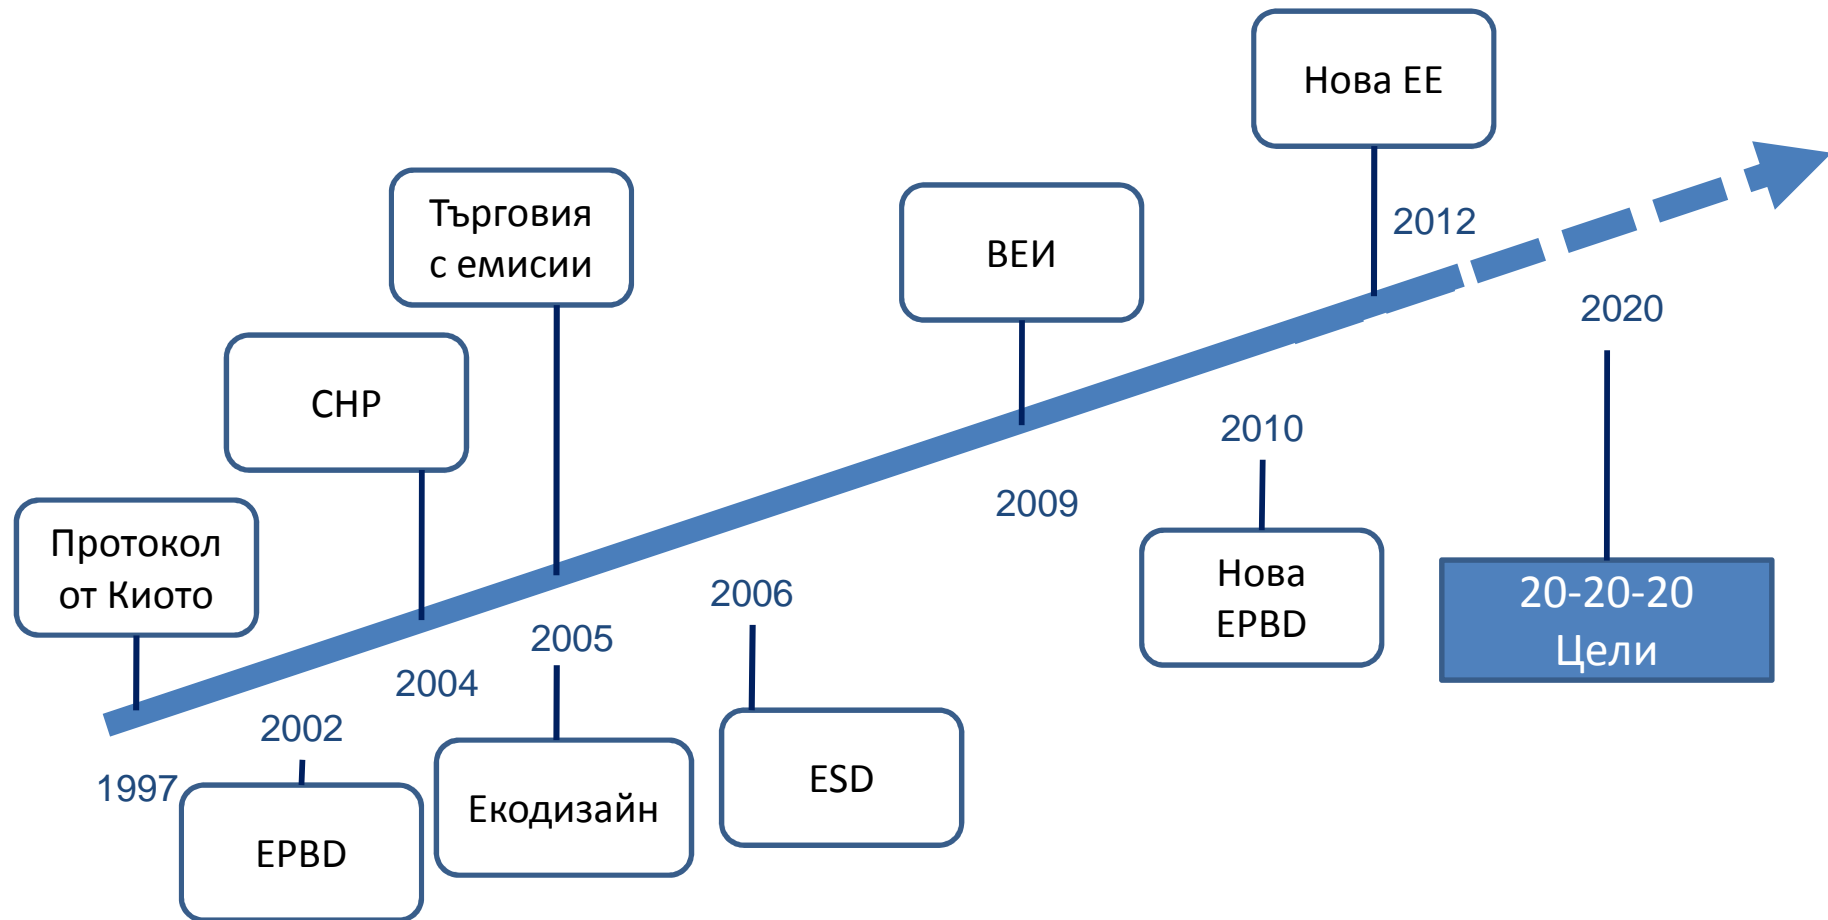 Нова ЕЕ
2012
Търговия
с емисии
ВЕИ
2020
CHP
2010
2009
Протокол
от Киото
Нова
EPBD
20-20-20
Цели
2006
2005
2004
2002
1997
ESD
Екодизайн
EPBD